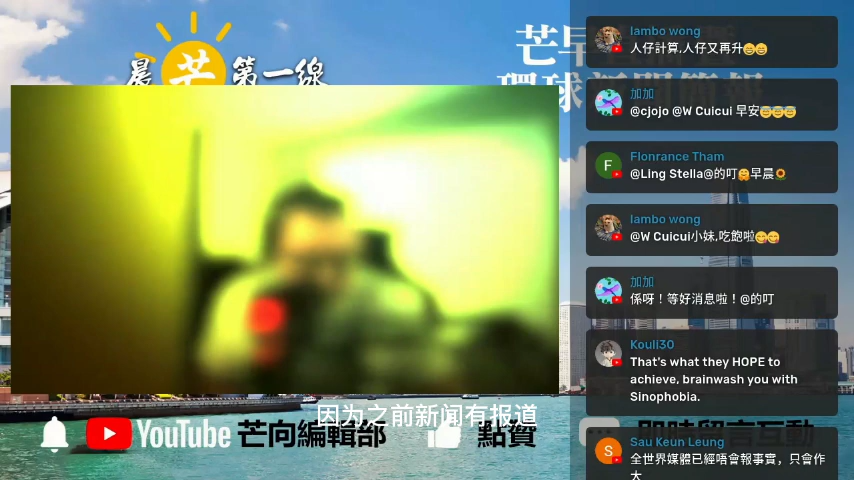 晨芒第一線
lambo wong
人仔計算,人仔又再升😄😄
加加
@cjojo @W Cuicui 早安😇😇😇
Flonrance Tham
@Ling Stella@的叮🤗早晨🌻
lambo wong
@W Cuicui小妹,吃飽啦😋😋
加加
係呀！等好消息啦！@的叮
Kouli30
That's what they HOPE to
achieve, brainwash you with
Sinophobia.
Sau Keun Leung
全世界媒體已經唔會報事實，只會作
大
因为之前新闻有报道
YouTube 芒向編輯部
點贊
即時留言互動